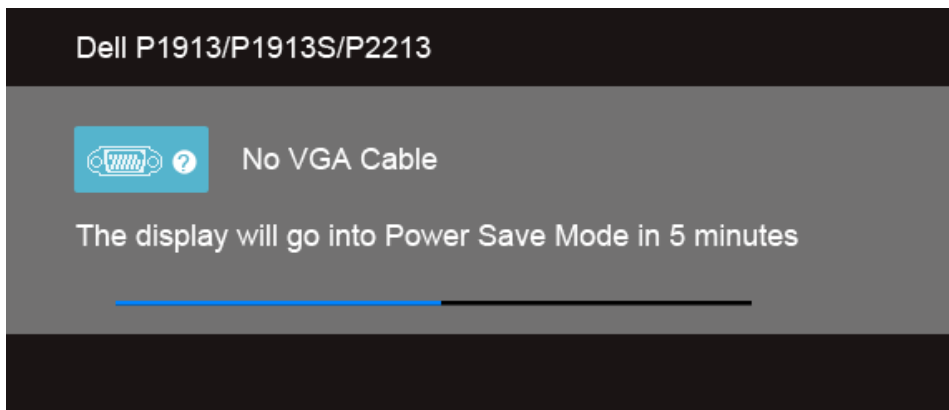 Dell P1913/P1913S/P2213
? No VGA Cable
The display will go into Power Save Mode in 5 minutes